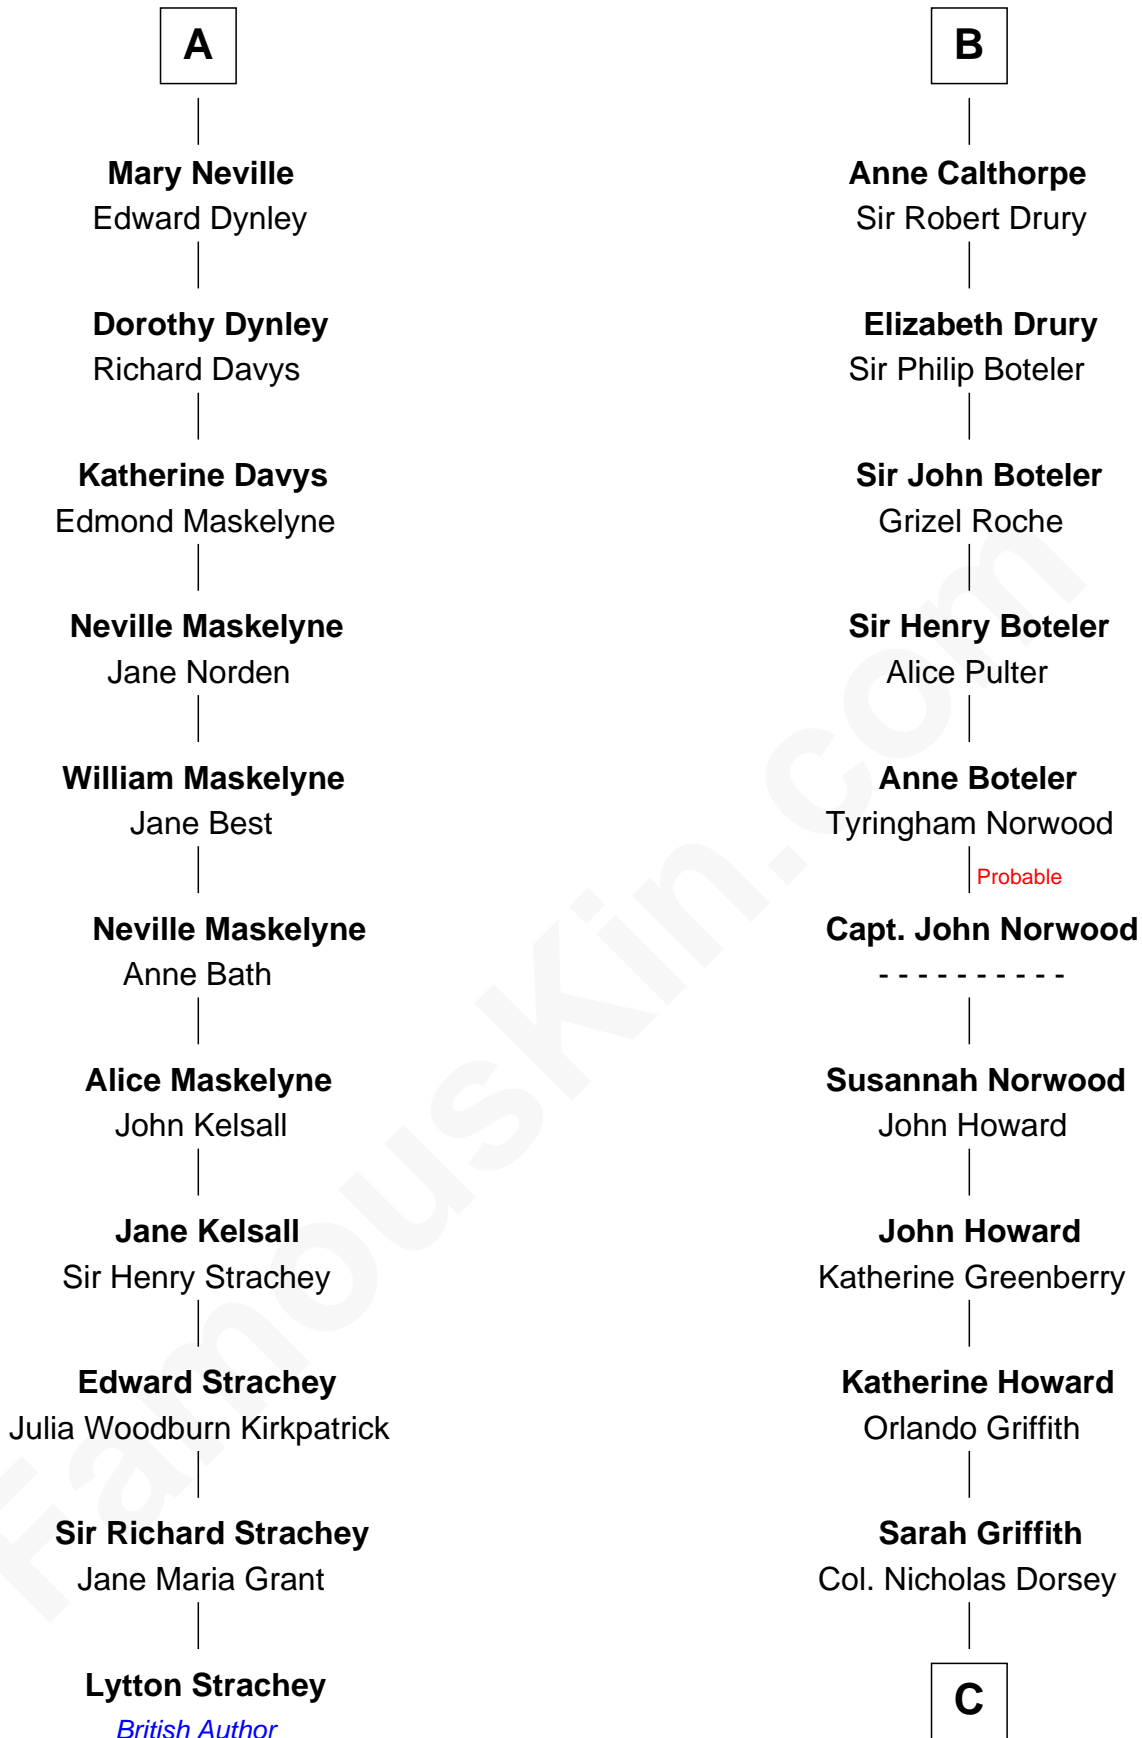 A
Mary Neville
Edward Dynley
Dorothy Dynley
Richard Davys
Katherine Davys
Edmond Maskelyne
Neville Maskelyne
Jane Norden
William Maskelyne
Jane Best
Neville Maskelyne
Anne Bath
Alice Maskelyne
John Kelsall
Jane Kelsall
Sir Henry Strachey
Edward Strachey
Julia Woodburn Kirkpatrick
Sir Richard Strachey
Jane Maria Grant
Lytton Strachey
British Author
B
Anne Calthorpe
Sir Robert Drury
Elizabeth Drury
Sir Philip Boteler
Sir John Boteler
Grizel Roche
Sir Henry Boteler
Alice Pulter
Anne Boteler
Tyringham Norwood
Probable
Capt. John Norwood
- - - - - - - - - -
Susannah Norwood
John Howard
John Howard
Katherine Greenberry
Katherine Howard
Orlando Griffith
Sarah Griffith
Col. Nicholas Dorsey
C
FamousKin.com